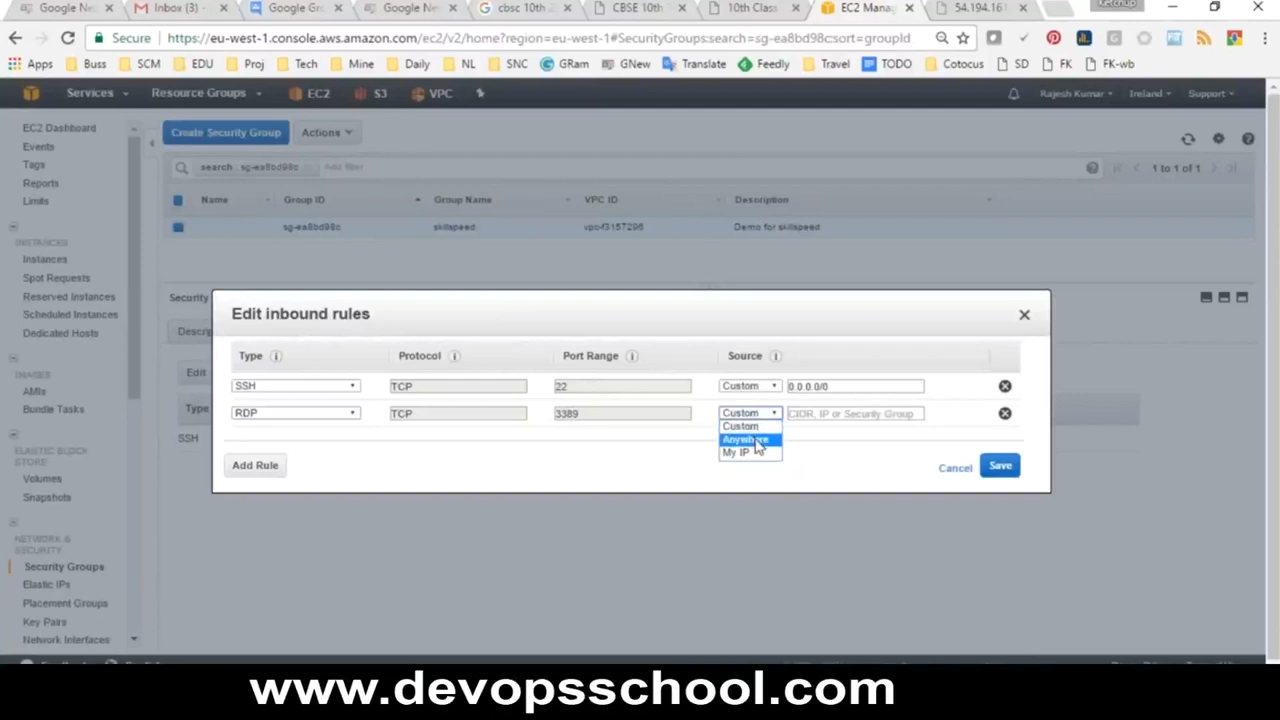 Google Ne
Inbox (3) -
Google Gr
Google Ne
cbsc 10th
CBSE 10th
10th Class
EC2 Manag
54.194.161
Ketchup
Secure
https://eu-west-1.console.aws.amazon.com/ec2/v2/home?region=eu-west-1#SecurityGroups:search=sg-ea8bd98c;sort=groupId
Apps Buss SCM EDU Proj Tech Mine Daily NL SNC GRam GNew Translate Feedly Travel TODO Cotocus SD FK FK-wb
Services Resource Groups EC2 S3 VPC Rajesh Kumar Ireland Support
EC2 Dashboard
Events
Tags
Reports
Limits
INSTANCES
Instances
Spot Requests
Reserved Instances
Scheduled Instances
Dedicated Hosts
IMAGES
AMIs
Bundle Tasks
ELASTIC BLOCK
STORE
Volumes
Snapshots
NETWORK &
SECURITY
Security Groups
Elastic IPs
Placement Groups
Key Pairs
Network Interfaces
Create Security Group Actions
search : sg-ea8bd98c Add filter 1 to 1 of 1
Name Group ID Group Name VPC ID Description
sg-ea8bd98c skillspeed vpc-f3157296 Demo for skillspeed
Security
Descrip
Edit
Type
SSH
Edit inbound rules
Type Protocol Port Range Source
SSH TCP 22 Custom 0.0.0.0/0
RDP TCP 3389 Custom CIDR, IP or Security Group
Custom
Anywhere
My IP
Add Rule Cancel Save
www.devopsschool.com